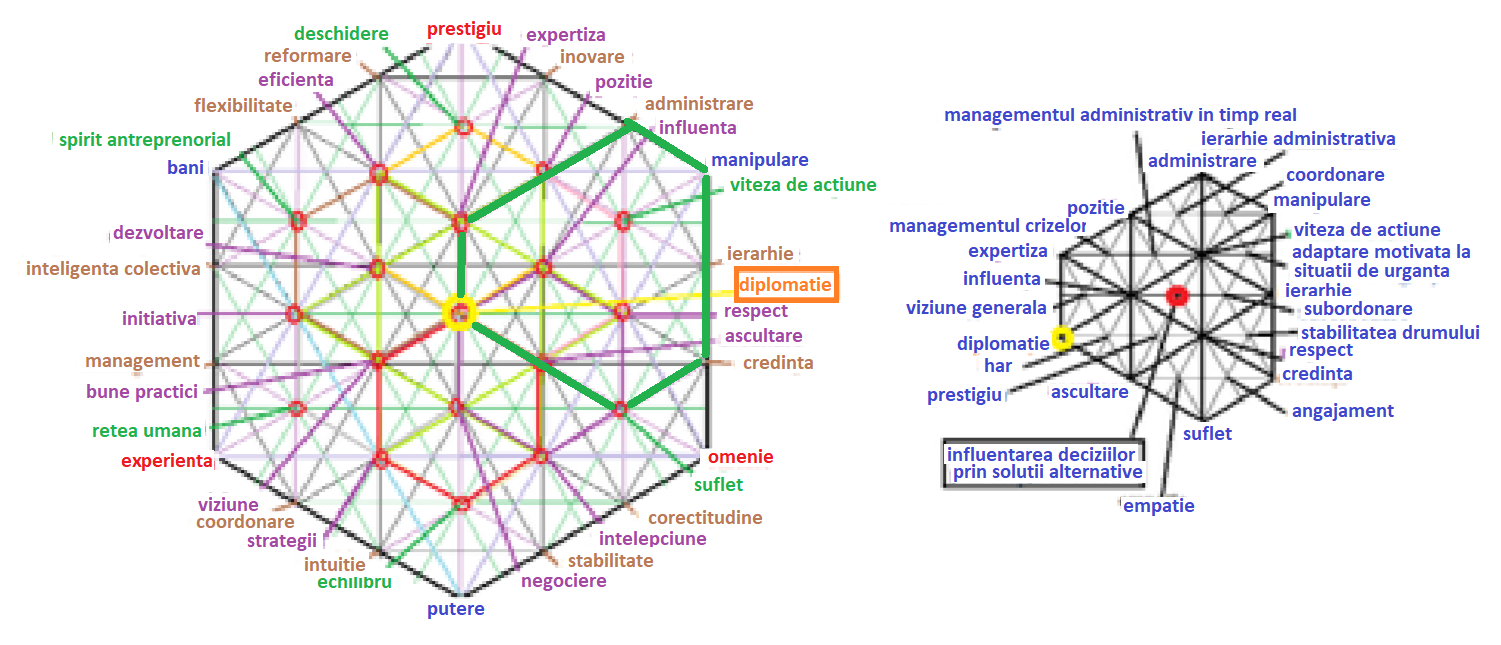 prestigiu
deschidere
expertiza
reformare
inovare
eficienta
pozitie
flexibilitate
administrare
influenta
spirit antreprenorial
manipulare
bani
viteza de actiune
dezvoltare
ierarhie
inteligenta colectiva
diplomatie
initiativa
respect
ascultare
management
credinta
bune practici
retea umana
experienta
omenie
suflet
viziune
coordonare
corectitudine
strategii
intelepciune
intuitie
stabilitate
echilibru
negociere
putere
managementul administrativ in timp real
ierarhie administrativa
administrare
coordonare
manipulare
pozitie
managementul crizelor
viteza de actiune
expertiza
adaptare motivata la
situatii de urganta
influenta
ierarhie
viziune generala
subordonare
stabilitatea drumului
diplomatie
respect
har
credinta
prestigiu
ascultare
angajament
suflet
influentarea deciziilor
prin solutii alternative
empatie